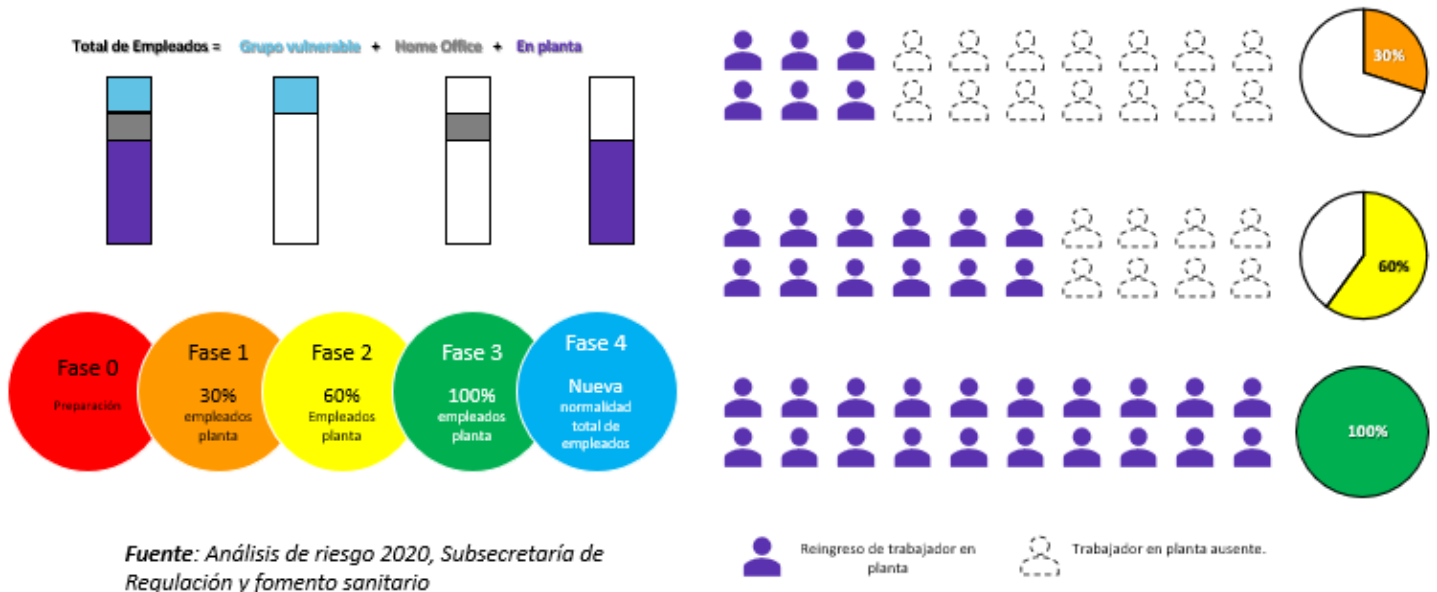 Total de Empleados = Grupo vulnerable + Home Office + En planta
Fase 0
Preparación
Fase 1
30%
empleados
planta
Fase 2
60%
Empleados
planta
Fase 3
100%
empleados
planta
Fase 4
Nueva
normalidad
total de
empleados
Fuente: Análisis de riesgo 2020, Subsecretaría de
Regulación y fomento sanitario
30%
60%
100%
Reingreso de trabajador en
planta
Trabajador en planta ausente.